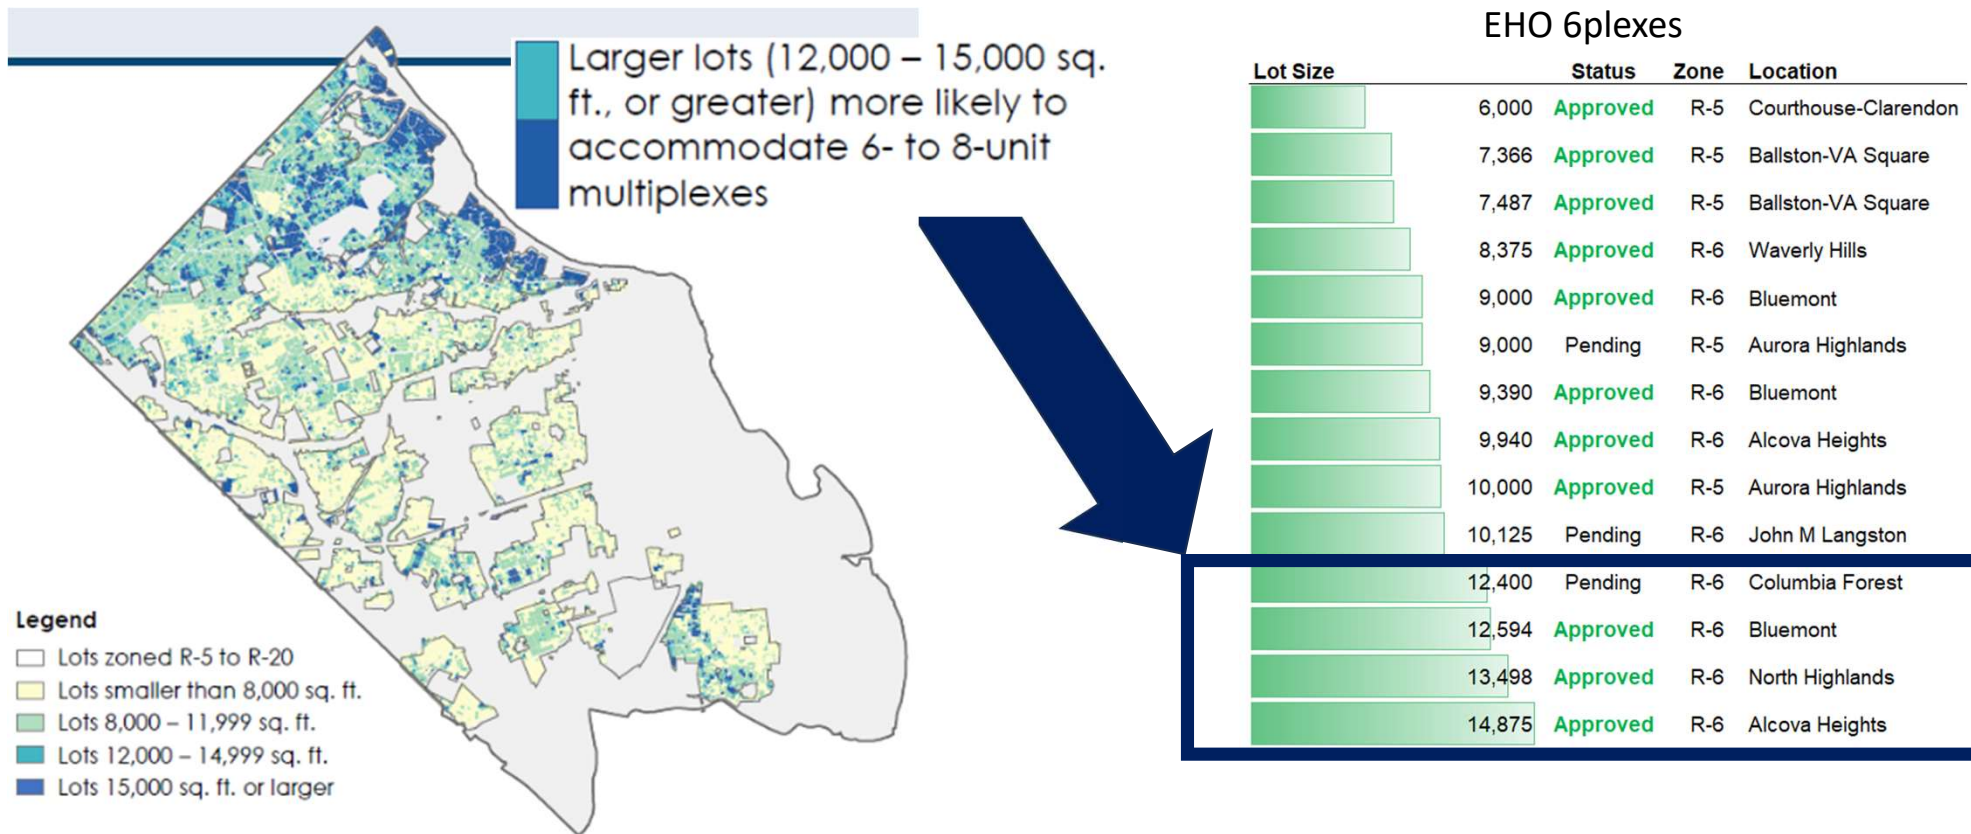 Larger lots (12,000 – 15,000 sq.
ft., or greater) more likely to
accommodate 6- to 8-unit
multiplexes
Legend
Lots zoned R-5 to R-20
Lots smaller than 8,000 sq. ft.
Lots 8,000 – 11,999 sq. ft.
Lots 12,000 – 14,999 sq. ft.
Lots 15,000 sq. ft. or larger
EHO 6plexes
Lot Size Status Zone Location
6,000 Approved R-5 Courthouse-Clarendon
7,366 Approved R-5 Ballston-VA Square
7,487 Approved R-5 Ballston-VA Square
8,375 Approved R-6 Waverly Hills
9,000 Approved R-6 Bluemont
9,000 Pending R-5 Aurora Highlands
9,390 Approved R-6 Bluemont
9,940 Approved R-6 Alcova Heights
10,000 Approved R-5 Aurora Highlands
10,125 Pending R-6 John M Langston
12,400 Pending R-6 Columbia Forest
12,594 Approved R-6 Bluemont
13,498 Approved R-6 North Highlands
14,875 Approved R-6 Alcova Heights